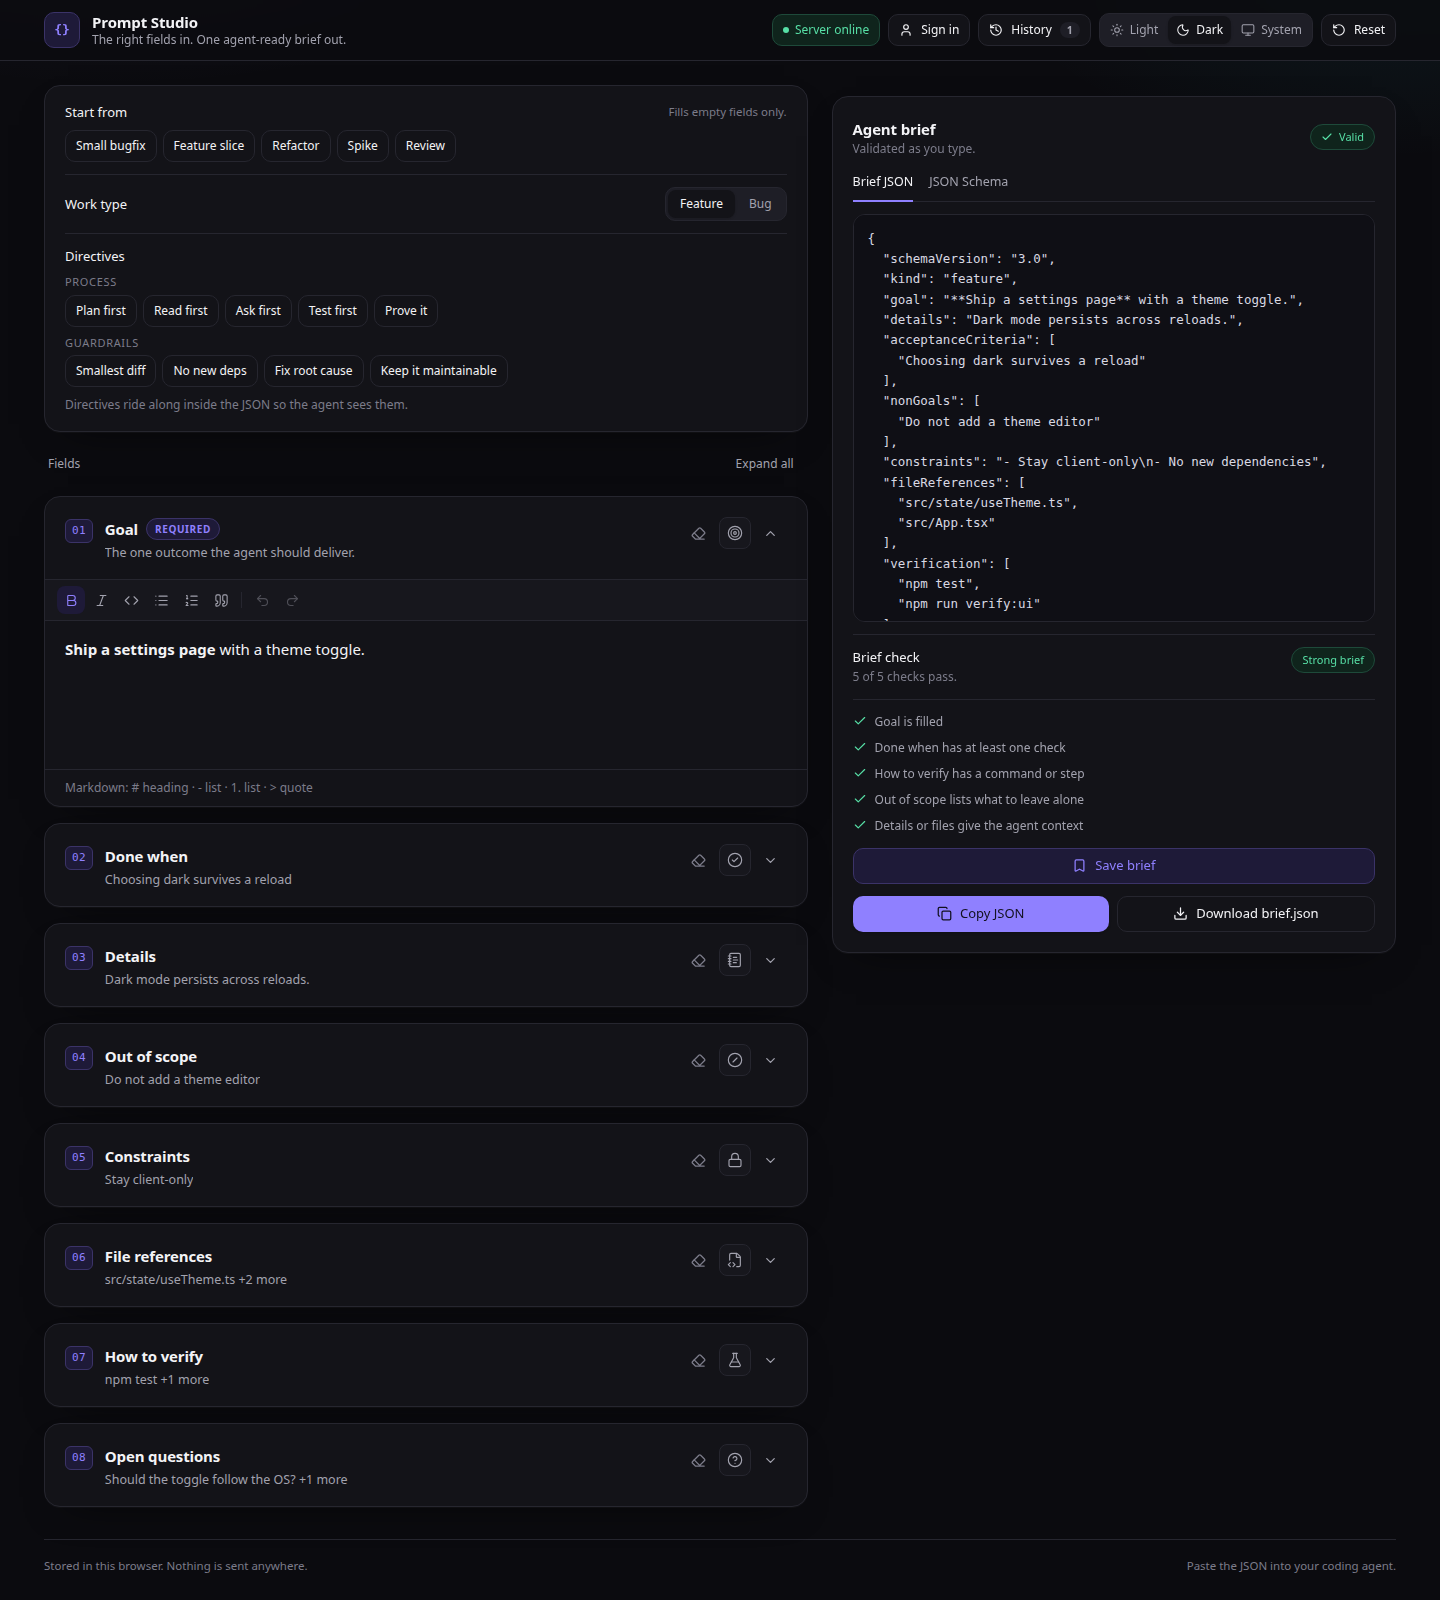 {} Prompt Studio
The right fields in. One agent-ready brief out.
Server online
Sign in
History 1
Light
Dark
System
Reset
Start from
Fills empty fields only.
Small bugfix
Feature slice
Refactor
Spike
Review
Work type
Feature
Bug
Directives
PROCESS
Plan first
Read first
Ask first
Test first
Prove it
GUARDRAILS
Smallest diff
No new deps
Fix root cause
Keep it maintainable
Directives ride along inside the JSON so the agent sees them.
Fields
Expand all
01 Goal REQUIRED
The one outcome the agent should deliver.
Ship a settings page with a theme toggle.
Markdown: # heading · - list · 1. list · > quote
02 Done when
Choosing dark survives a reload
03 Details
Dark mode persists across reloads.
04 Out of scope
Do not add a theme editor
05 Constraints
Stay client-only
06 File references
src/state/useTheme.ts +2 more
07 How to verify
npm test +1 more
08 Open questions
Should the toggle follow the OS? +1 more
Agent brief
Validated as you type.
Valid
Brief JSON
JSON Schema
{
"schemaVersion": "3.0",
"kind": "feature",
"goal": "**Ship a settings page** with a theme toggle.",
"details": "Dark mode persists across reloads.",
"acceptanceCriteria": [
"Choosing dark survives a reload"
],
"nonGoals": [
"Do not add a theme editor"
],
"constraints": "- Stay client-only\n- No new dependencies",
"fileReferences": [
"src/state/useTheme.ts",
"src/App.tsx"
],
"verification": [
"npm test",
"npm run verify:ui"
Brief check
5 of 5 checks pass.
Strong brief
Goal is filled
Done when has at least one check
How to verify has a command or step
Out of scope lists what to leave alone
Details or files give the agent context
Save brief
Copy JSON
Download brief.json
Stored in this browser. Nothing is sent anywhere.
Paste the JSON into your coding agent.